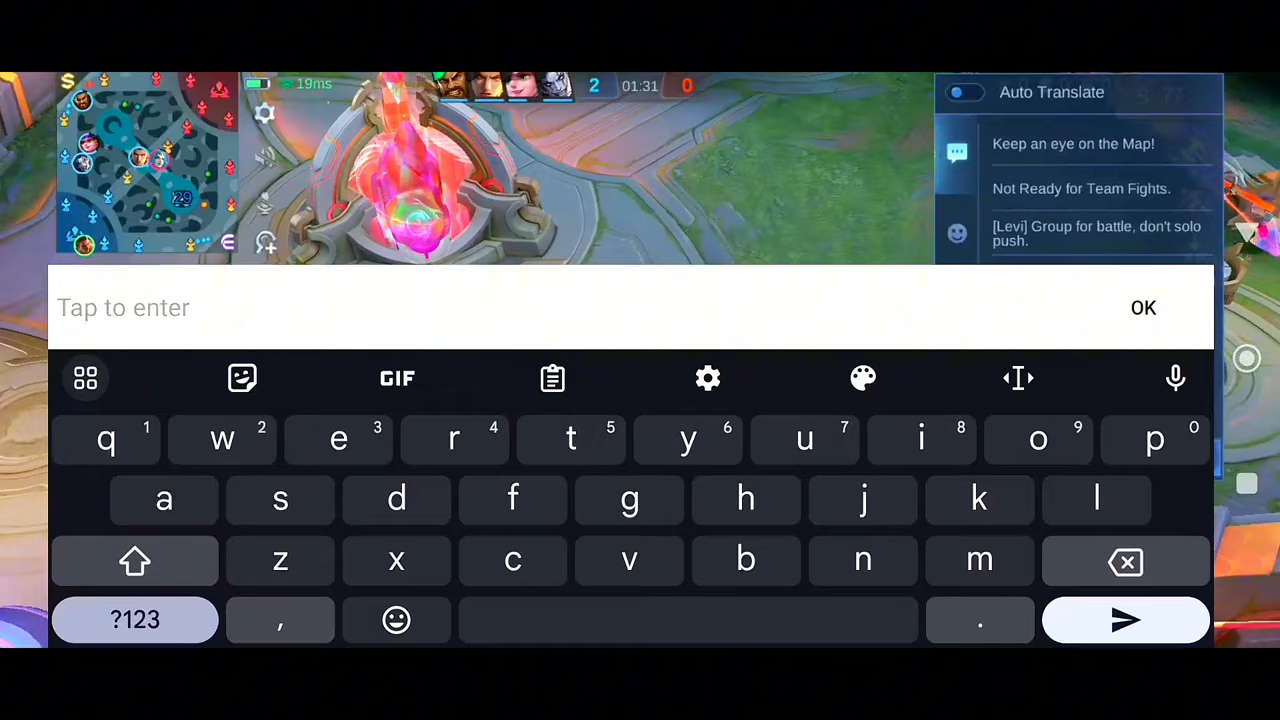 19ms
2 01:31 0
Auto Translate
Keep an eye on the Map!
Not Ready for Team Fights.
[Levi] Group for battle, don't solo
push.
29
Tap to enter
OK
GIF
q 1 w 2 e 3 r 4 t 5 y 6 u 7 i 8 o 9 p 0
a s d f g h j k l
z x c v b n m
?123 , .